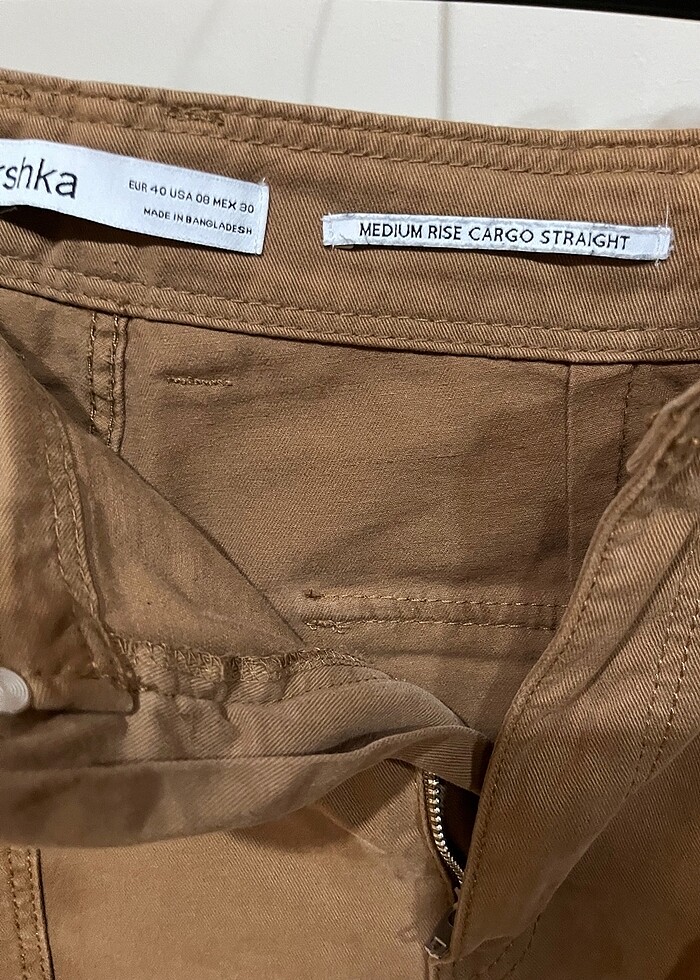 rshka
EUR 40 USA 08 MEX 30
MADE IN BANGLADESH
MEDIUM RISE CARGO STRAIGHT